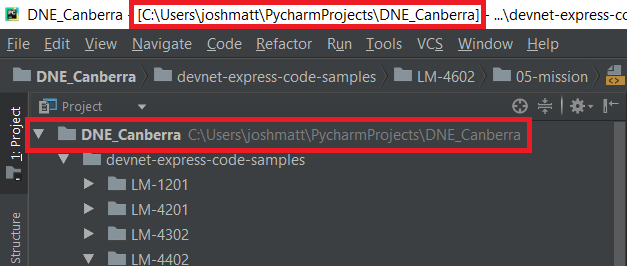 DNE_Canberra - [C:\Users\joshmatt\PycharmProjects\DNE_Canberra] - ...\devnet-express-co
File Edit View Navigate Code Refactor Run Tools VCS Window Help
DNE_Canberra devnet-express-code-samples LM-4602 05-mission
1: Project
Project
DNE_Canberra C:\Users\joshmatt\PycharmProjects\DNE_Canberra
devnet-express-code-samples
LM-1201
LM-4201
LM-4302
LM-4402
Structure